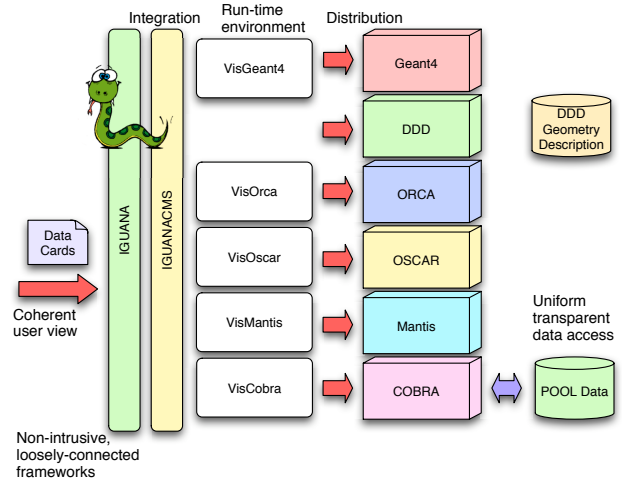 Integration
Run-time
environment
Distribution
VisGeant4
Geant4
DDD
DDD
Geometry
Description
IGUANA
IGUANACMS
VisOrca
ORCA
Data
Cards
VisOscar
OSCAR
Coherent
user view
VisMantis
Mantis
Uniform
transparent
data access
VisCobra
COBRA
POOL Data
Non-intrusive,
loosely-connected
frameworks